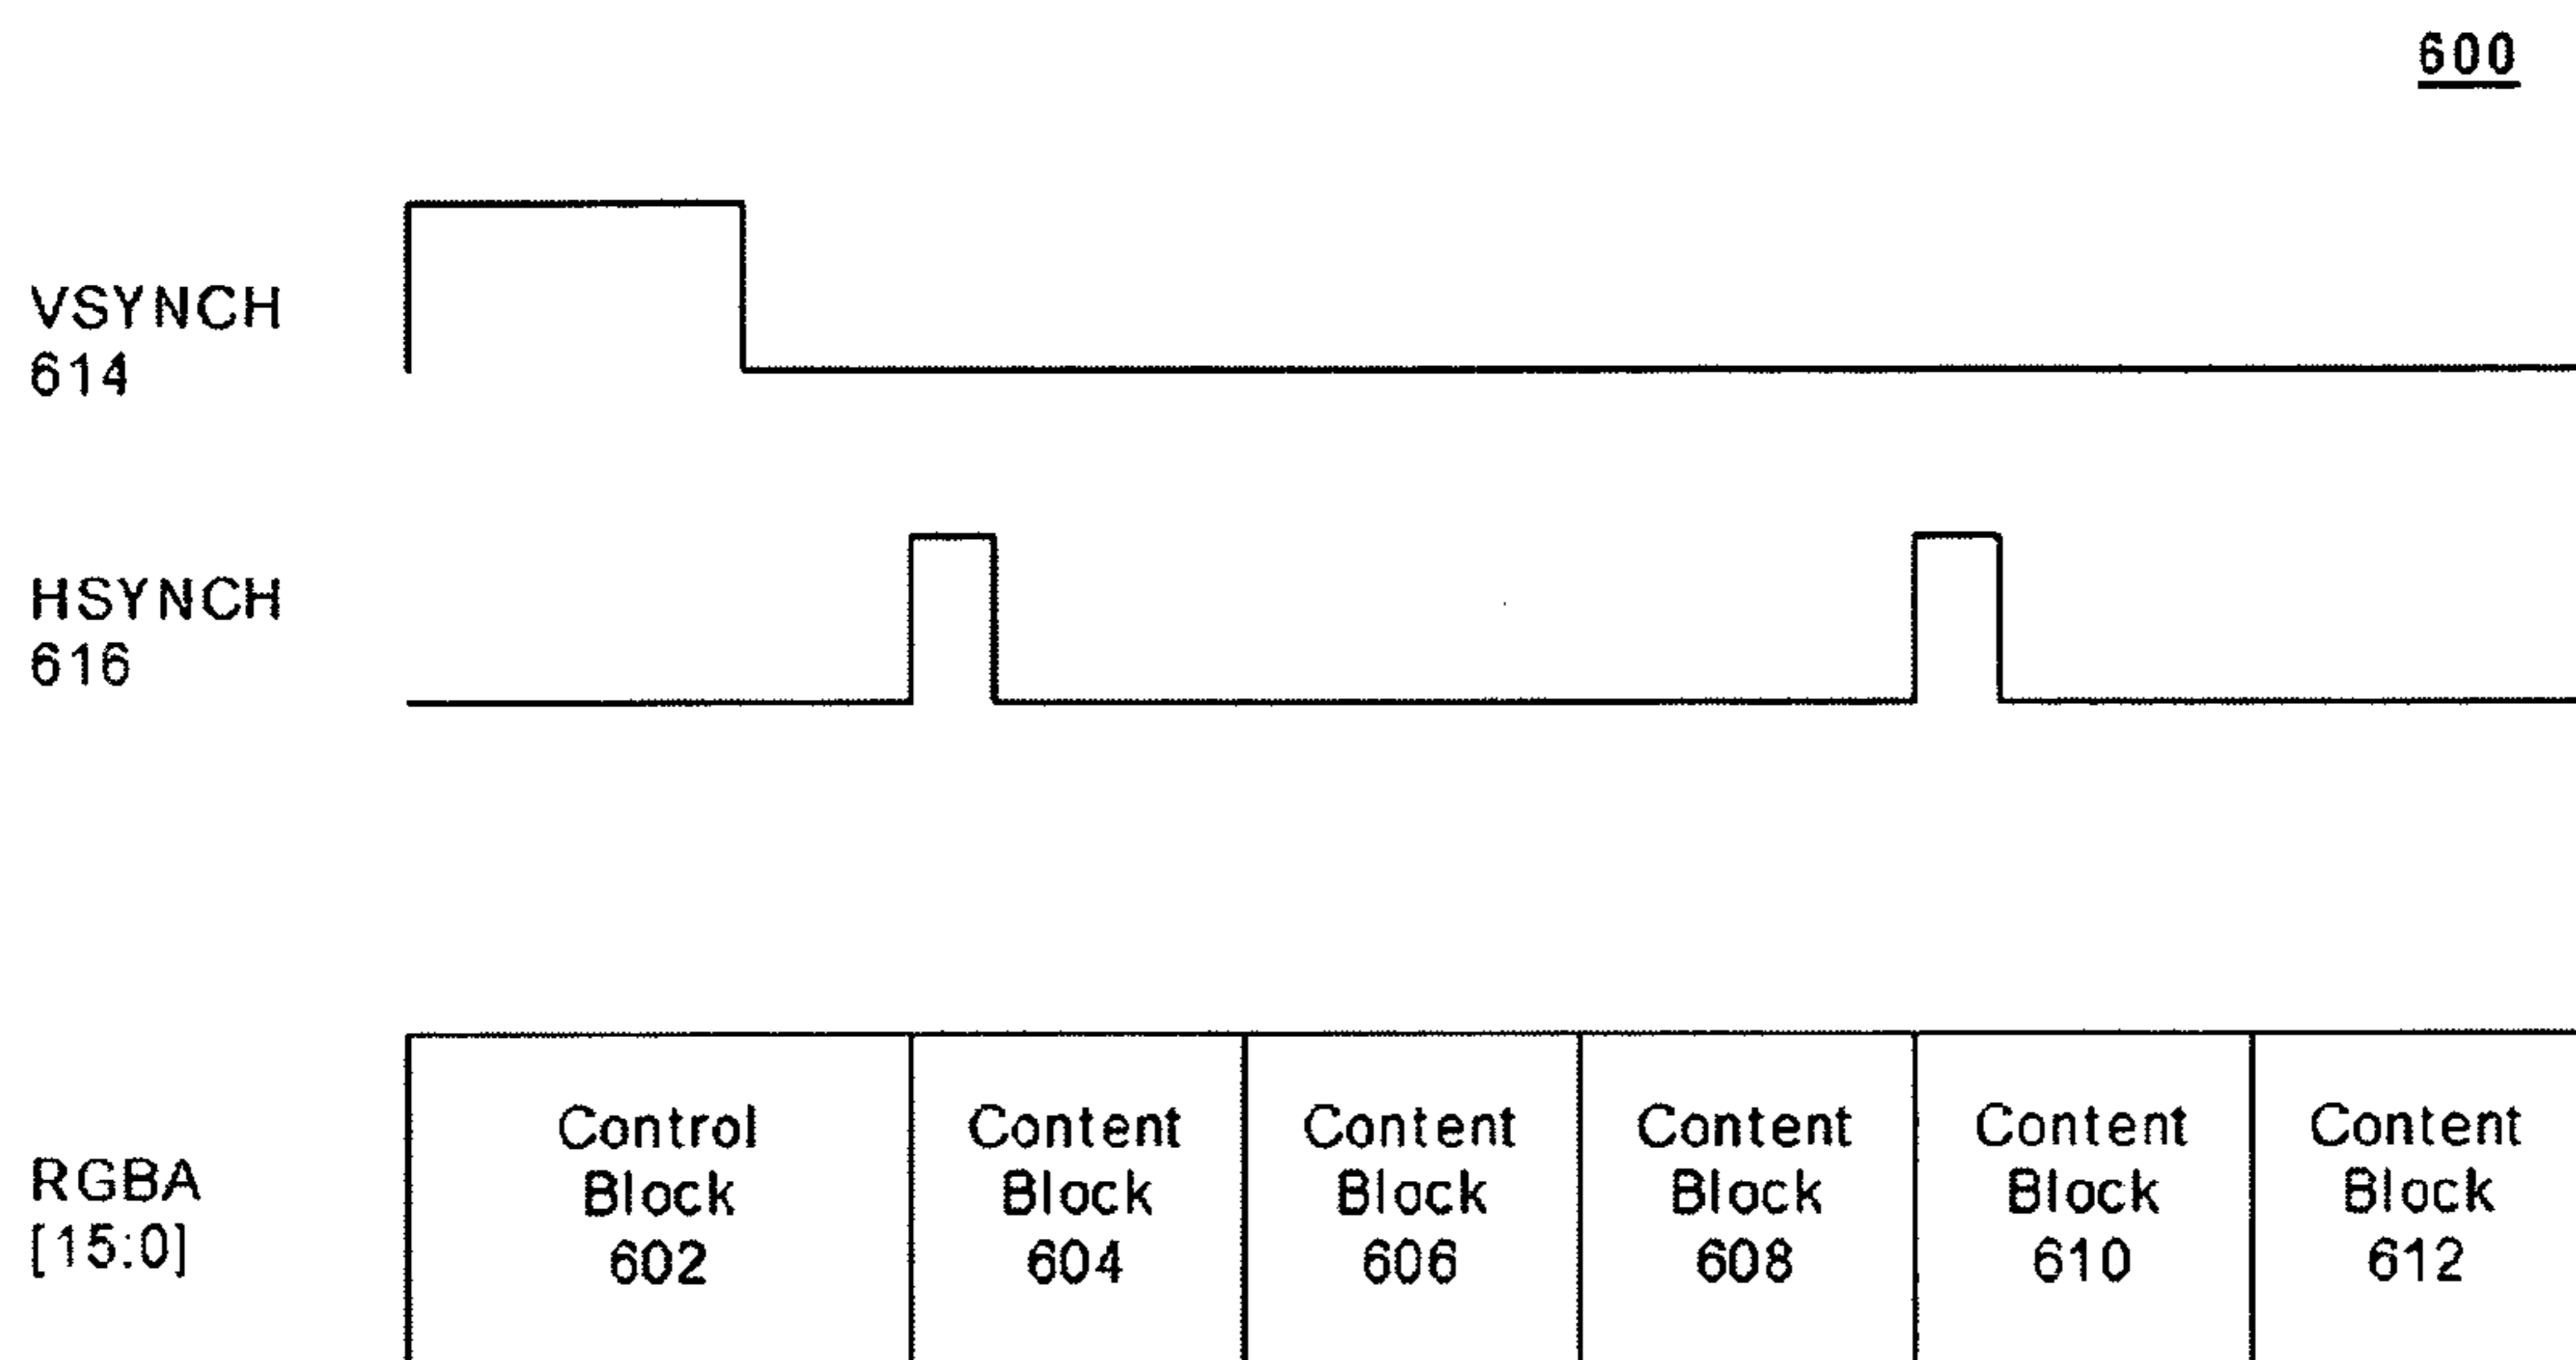 600
VSYNCH
614
HSYNCH
616
RGBA
[15:0]
Control
Block
602
Content
Block
604
Content
Block
606
Content
Block
608
Content
Block
610
Content
Block
612